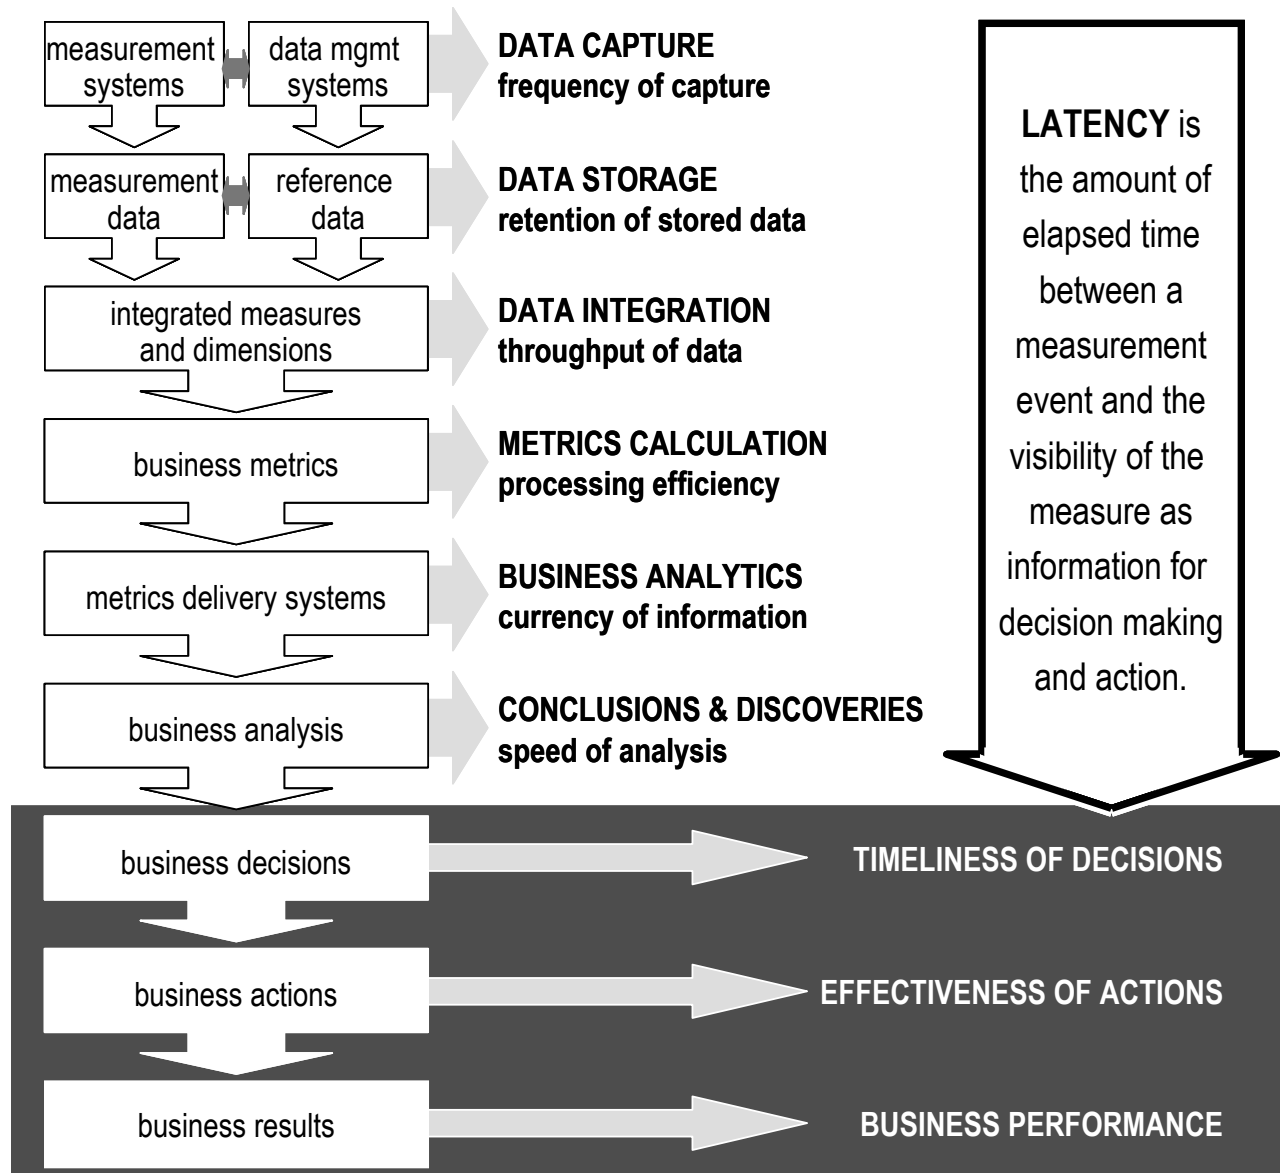 measurement
systems
data mgmt
systems
DATA CAPTURE
frequency of capture
measurement
data
reference
data
DATA STORAGE
retention of stored data
integrated measures
and dimensions
DATA INTEGRATION
throughput of data
business metrics
METRICS CALCULATION
processing efficiency
metrics delivery systems
BUSINESS ANALYTICS
currency of information
business analysis
CONCLUSIONS & DISCOVERIES
speed of analysis
LATENCY is
the amount of
elapsed time
between a
measurement
event and the
visibility of the
measure as
information for
decision making
and action.
business decisions
TIMELINESS OF DECISIONS
business actions
EFFECTIVENESS OF ACTIONS
business results
BUSINESS PERFORMANCE